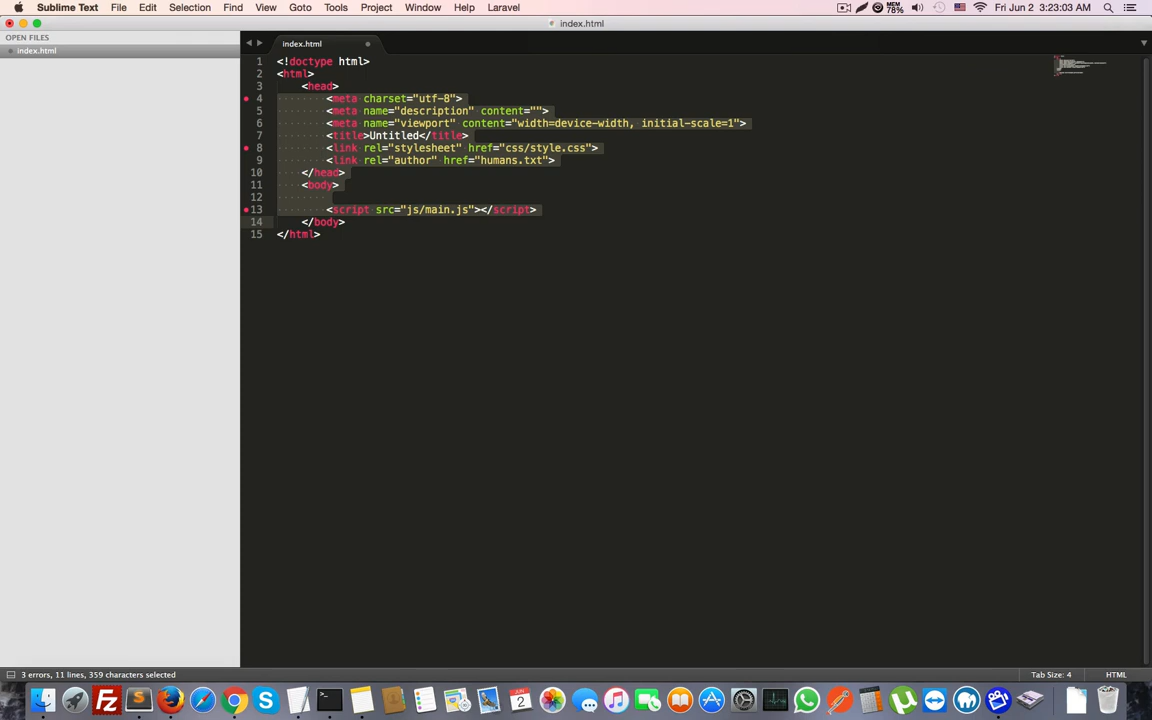 Sublime Text File Edit Selection Find View Goto Tools Project Window Help Laravel MEM 78% Fri Jun 2 3:23:03 AM
index.html
OPEN FILES
index.html
index.html
1 <!doctype html>
2 <html>
3 <head>
4 <meta charset="utf-8">
5 <meta name="description" content="">
6 <meta name="viewport" content="width=device-width, initial-scale=1">
7 <title>Untitled</title>
8 <link rel="stylesheet" href="css/style.css">
9 <link rel="author" href="humans.txt">
10 </head>
11 <body>
12
13 <script src="js/main.js"></script>
14 </body>
15 </html>
3 errors, 11 lines, 359 characters selected Tab Size: 4 HTML